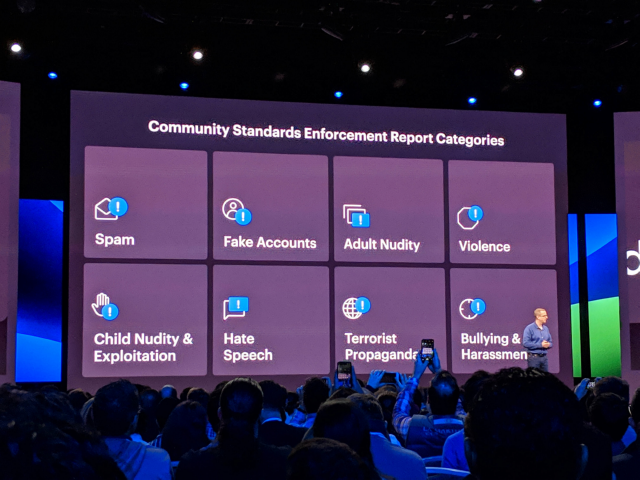 Community Standards Enforcement Report Categories
Spam
Fake Accounts
Adult Nudity
Violence
Child Nudity &
Exploitation
Hate
Speech
Terrorist
Propaganda
Bullying &
Harassmen